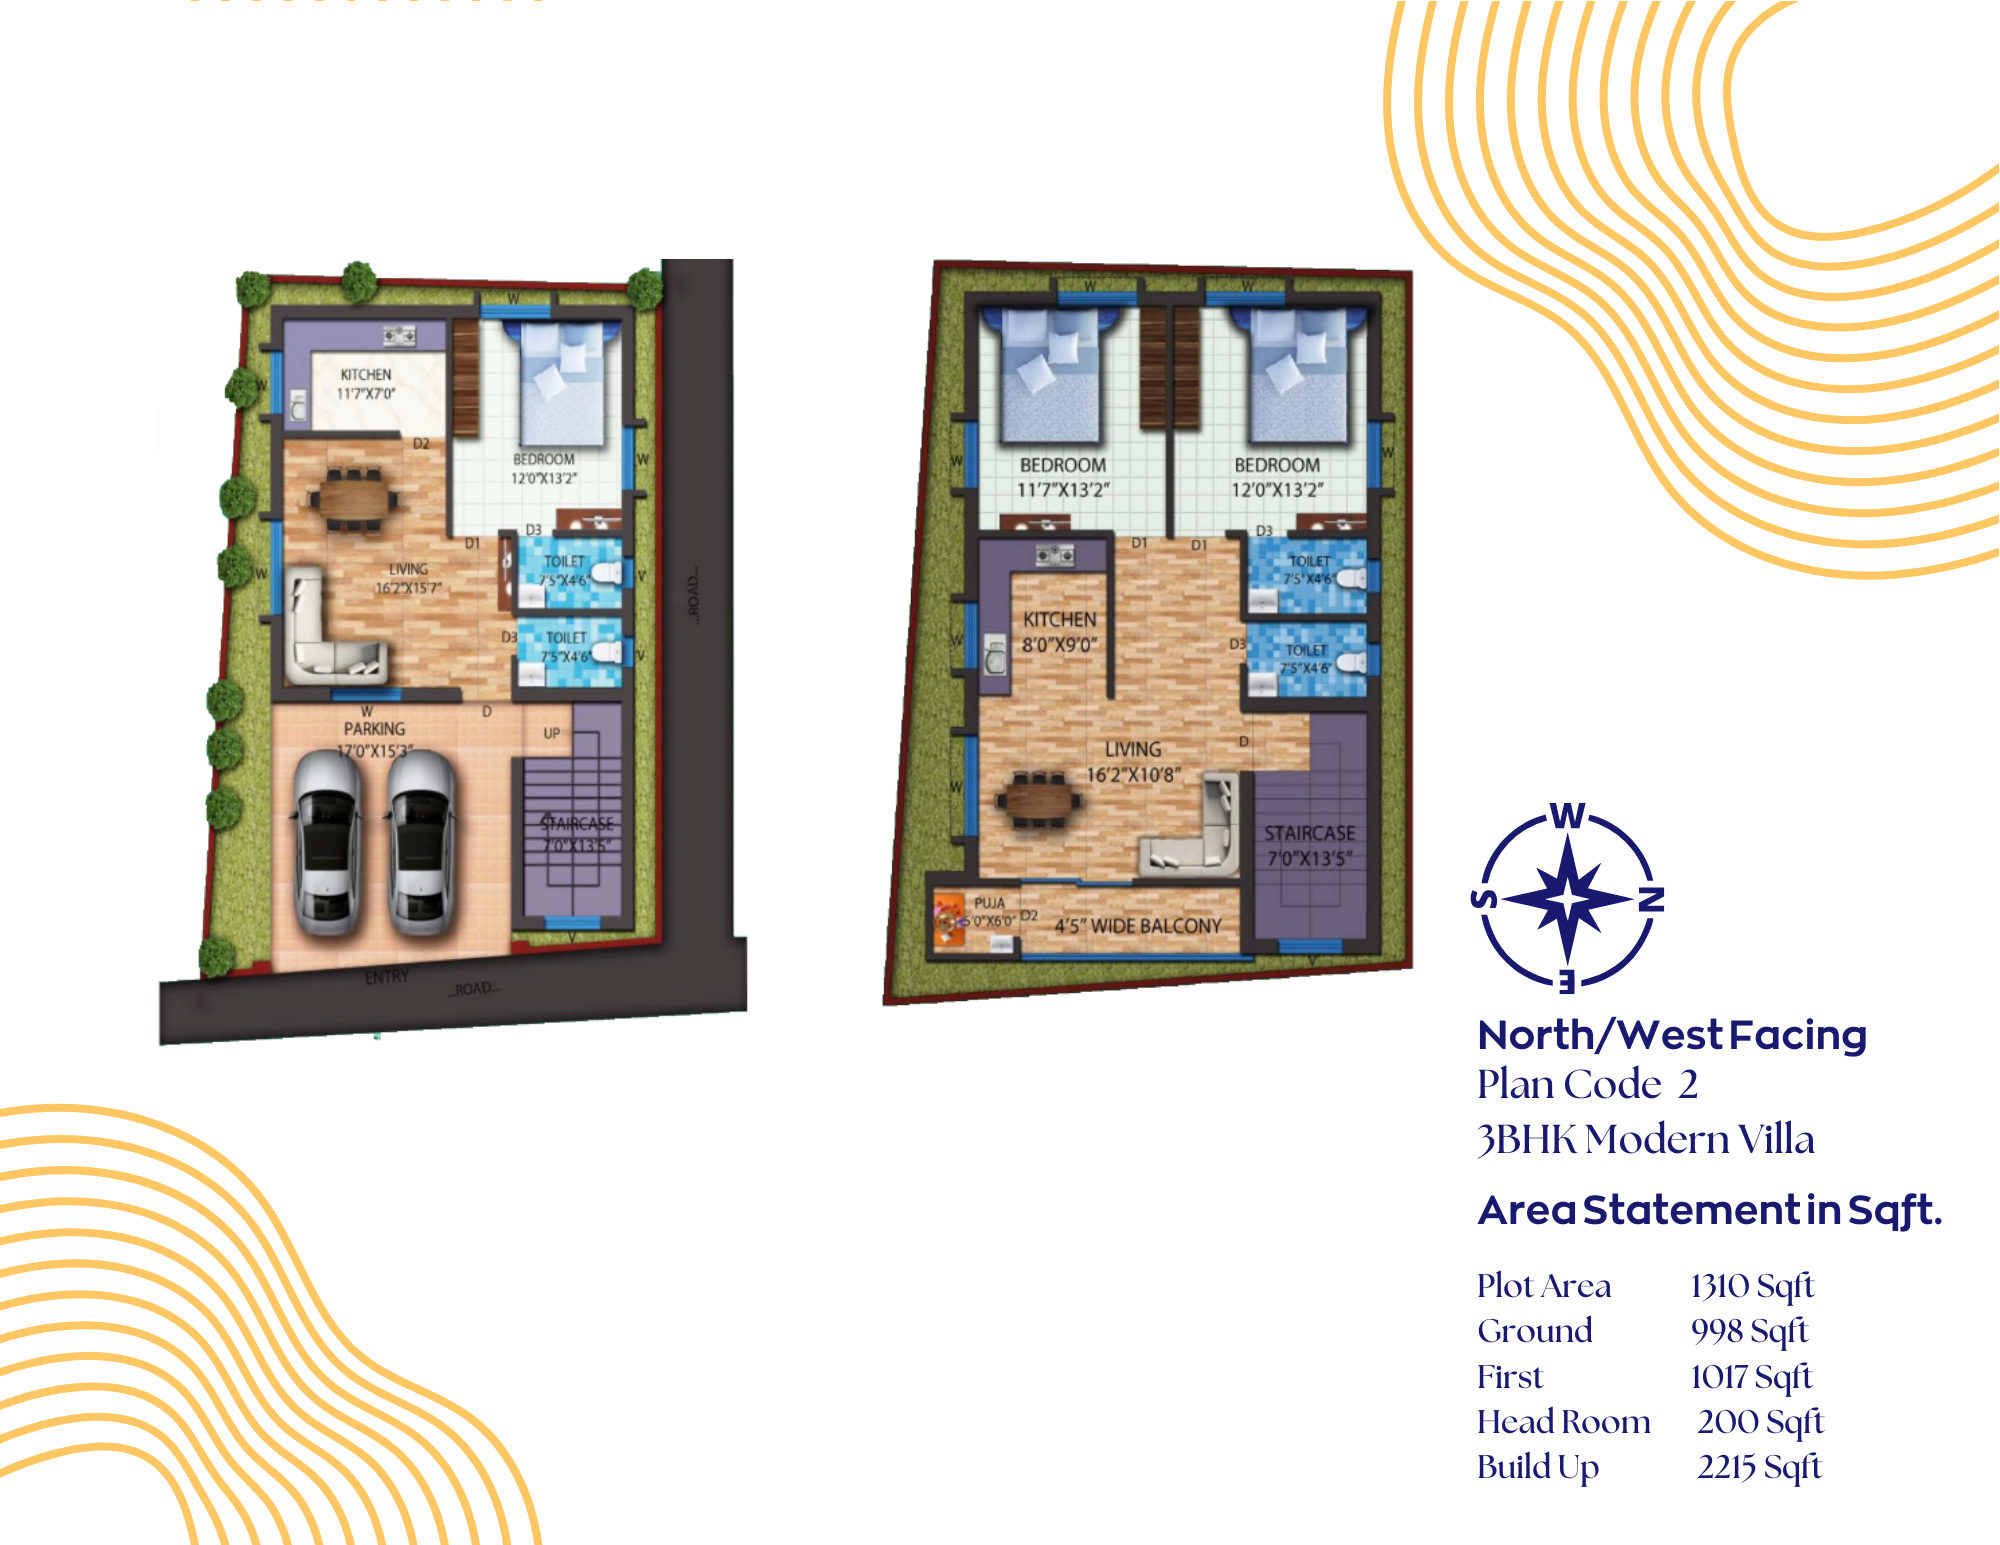 W
KITCHEN
11'7"X7'0"
W
D2
BEDROOM
12'0"X13'2"
W
D3
D1
TOILET
7'5"X4'6"
V
LIVING
16'2"X15'7"
W
D3
TOILET
7'5"X4'6"
V
...ROAD...
W
D
PARKING
17'0"X15'3"
UP
STAIRCASE
7'0"X13'5"
V
ENTRY
...ROAD...
W
W
BEDROOM
11'7"X13'2"
W
BEDROOM
12'0"X13'2"
W
D1
D1
D3
TOILET
7'5"X4'6"
KITCHEN
8'0"X9'0"
W
D3
TOILET
7'5"X4'6"
LIVING
16'2"X10'8"
D
W
STAIRCASE
7'0"X13'5"
PUJA
5'0"X6'0"
D2
4'5" WIDE BALCONY
V
W
S
N
E
North/West Facing
Plan Code 2
3BHK Modern Villa
Area Statement in Sqft.
Plot Area 1310 Sqft
Ground 998 Sqft
First 1017 Sqft
Head Room 200 Sqft
Build Up 2215 Sqft